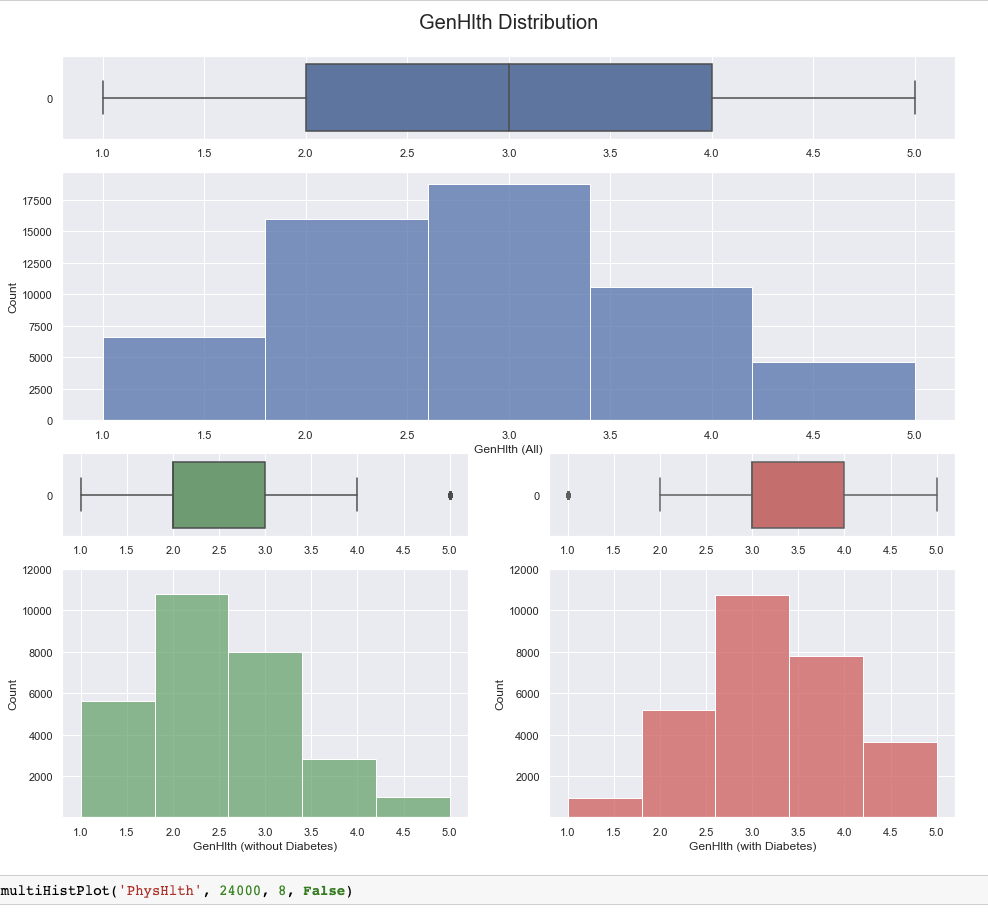 GenHlth Distribution
0
1.0 1.5 2.0 2.5 3.0 3.5 4.0 4.5 5.0
17500
15000
12500
10000
7500
5000
2500
0
Count
1.0 1.5 2.0 2.5 3.0 3.5 4.0 4.5 5.0
GenHlth (All)
0
1.0 1.5 2.0 2.5 3.0 3.5 4.0 4.5 5.0
0
1.0 1.5 2.0 2.5 3.0 3.5 4.0 4.5 5.0
12000
10000
8000
6000
4000
2000
Count
1.0 1.5 2.0 2.5 3.0 3.5 4.0 4.5 5.0
GenHlth (without Diabetes)
12000
10000
8000
6000
4000
2000
Count
1.0 1.5 2.0 2.5 3.0 3.5 4.0 4.5 5.0
GenHlth (with Diabetes)
multiHistPlot('PhysHlth', 24000, 8, False)